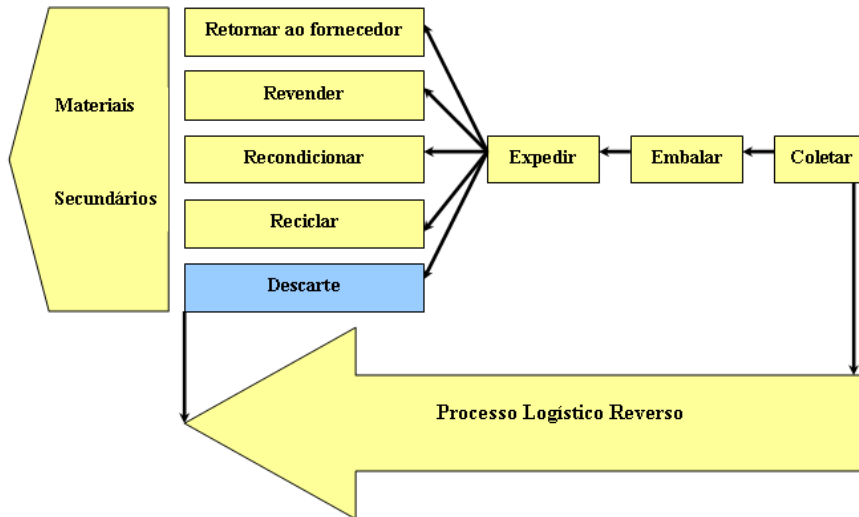 Retornar ao fornecedor
Materiais
Secundários
Revender
Recondicionar
Reciclar
Descarte
Expedir
Embalar
Coletar
Processo Logístico Reverso